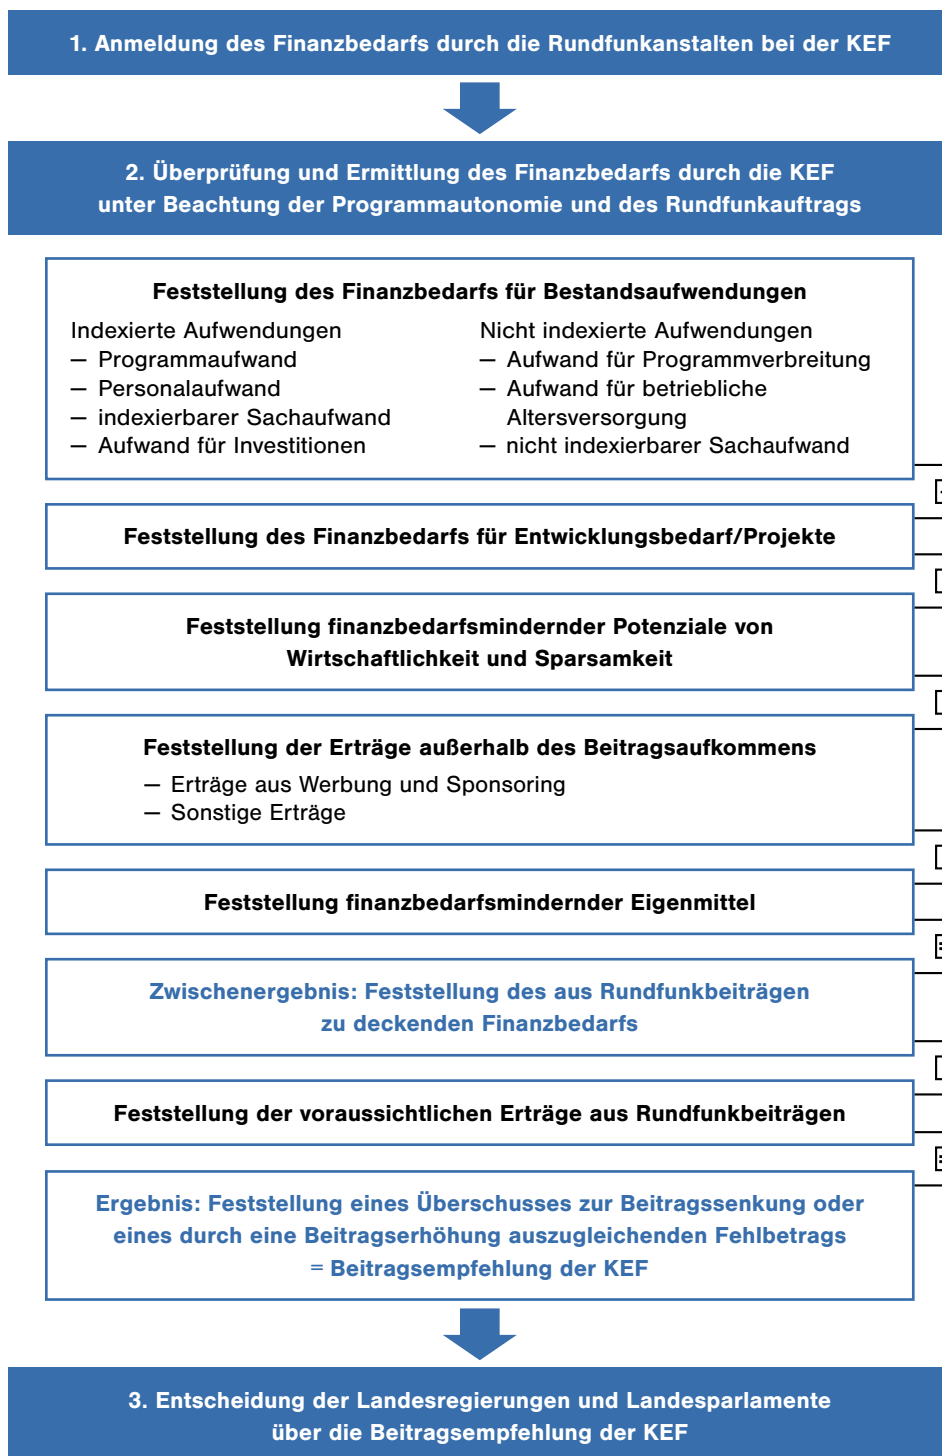 1. Anmeldung des Finanzbedarfs durch die Rundfunkanstalten bei der KEF
2. Überprüfung und Ermittlung des Finanzbedarfs durch die KEF
unter Beachtung der Programmautonomie und des Rundfunkauftrags
Feststellung des Finanzbedarfs für Bestandsaufwendungen
Indexierte Aufwendungen
— Programmaufwand
— Personalaufwand
— indexierbarer Sachaufwand
— Aufwand für Investitionen
Nicht indexierte Aufwendungen
— Aufwand für Programmverbreitung
— Aufwand für betriebliche
Altersversorgung
— nicht indexierbarer Sachaufwand
Feststellung des Finanzbedarfs für Entwicklungsbedarf/Projekte
Feststellung finanzbedarfsmindernder Potenziale von
Wirtschaftlichkeit und Sparsamkeit
Feststellung der Erträge außerhalb des Beitragsaufkommens
— Erträge aus Werbung und Sponsoring
— Sonstige Erträge
Feststellung finanzbedarfsmindernder Eigenmittel
Zwischenergebnis: Feststellung des aus Rundfunkbeiträgen
zu deckenden Finanzbedarfs
Feststellung der voraussichtlichen Erträge aus Rundfunkbeiträgen
Ergebnis: Feststellung eines Überschusses zur Beitragssenkung oder
eines durch eine Beitragserhöhung auszugleichenden Fehlbetrags
= Beitragsempfehlung der KEF
3. Entscheidung der Landesregierungen und Landesparlamente
über die Beitragsempfehlung der KEF